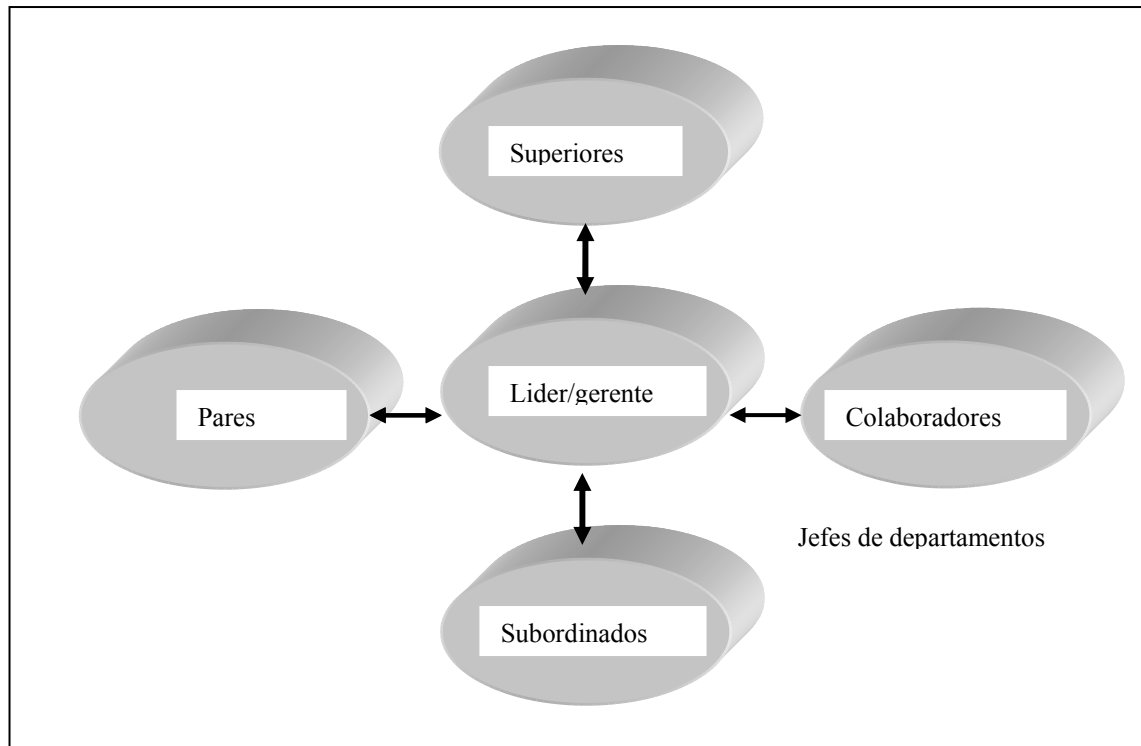 Superiores
Pares
Lider/gerente
Colaboradores
Jefes de departamentos
Subordinados